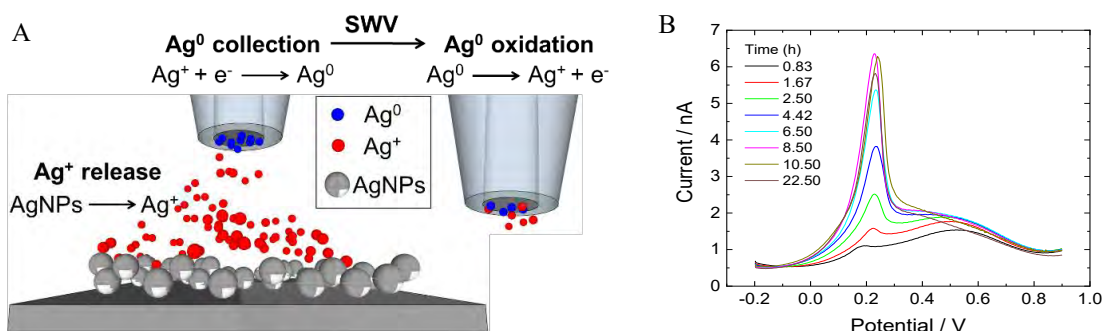 A
SWV
Ag⁰ collection
Ag⁰ oxidation
Ag⁺ + e⁻ → Ag⁰
Ag⁰ → Ag⁺ + e⁻
Ag⁰
Ag⁺
AgNPs
Ag⁺ release
AgNPs → Ag⁺
B
Current / nA
7
6
5
4
3
2
1
0
Time (h)
0.83
1.67
2.50
4.42
6.50
8.50
10.50
22.50
-0.2 0.0 0.2 0.4 0.6 0.8 1.0
Potential / V